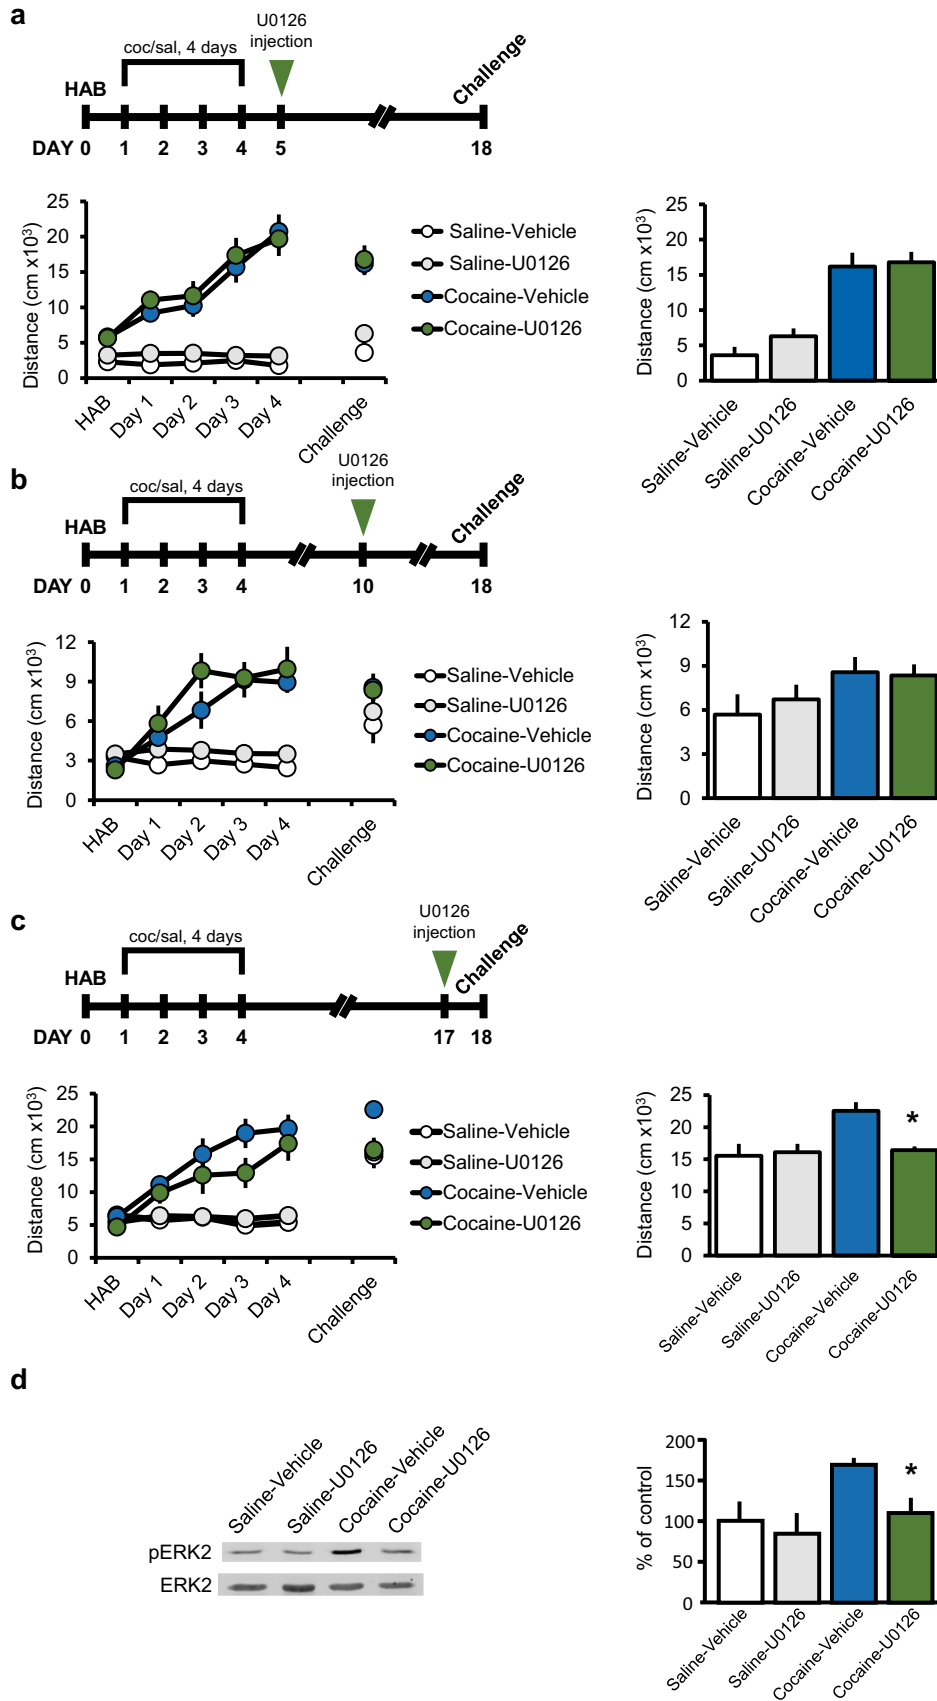 a
U0126
injection
coc/sal, 4 days
HAB
Challenge
DAY 0 1 2 3 4 5 18
Distance (cm x10³)
25
20
15
10
5
0
HAB Day 1 Day 2 Day 3 Day 4 Challenge
Saline-Vehicle
Saline-U0126
Cocaine-Vehicle
Cocaine-U0126
Distance (cm x10³)
25
20
15
10
5
0
Saline-Vehicle Saline-U0126 Cocaine-Vehicle Cocaine-U0126
b
U0126
injection
coc/sal, 4 days
HAB
Challenge
DAY 0 1 2 3 4 10 18
Distance (cm x10³)
12
9
6
3
0
HAB Day 1 Day 2 Day 3 Day 4 Challenge
Saline-Vehicle
Saline-U0126
Cocaine-Vehicle
Cocaine-U0126
Distance (cm x10³)
12
9
6
3
0
Saline-Vehicle Saline-U0126 Cocaine-Vehicle Cocaine-U0126
c
U0126
injection
coc/sal, 4 days
HAB
Challenge
DAY 0 1 2 3 4 17 18
Distance (cm x10³)
25
20
15
10
5
0
HAB Day 1 Day 2 Day 3 Day 4 Challenge
Saline-Vehicle
Saline-U0126
Cocaine-Vehicle
Cocaine-U0126
Distance (cm x10³)
25
20
15
10
5
0
*
Saline-Vehicle Saline-U0126 Cocaine-Vehicle Cocaine-U0126
d
Saline-Vehicle Saline-U0126 Cocaine-Vehicle Cocaine-U0126
pERK2
ERK2
% of control
200
150
100
50
0
*
Saline-Vehicle Saline-U0126 Cocaine-Vehicle Cocaine-U0126